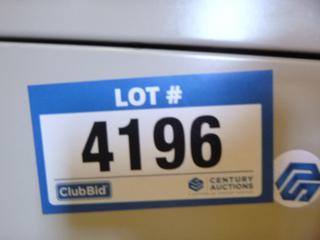 LOT #
4196
ClubBid
CENTURY
AUCTIONS